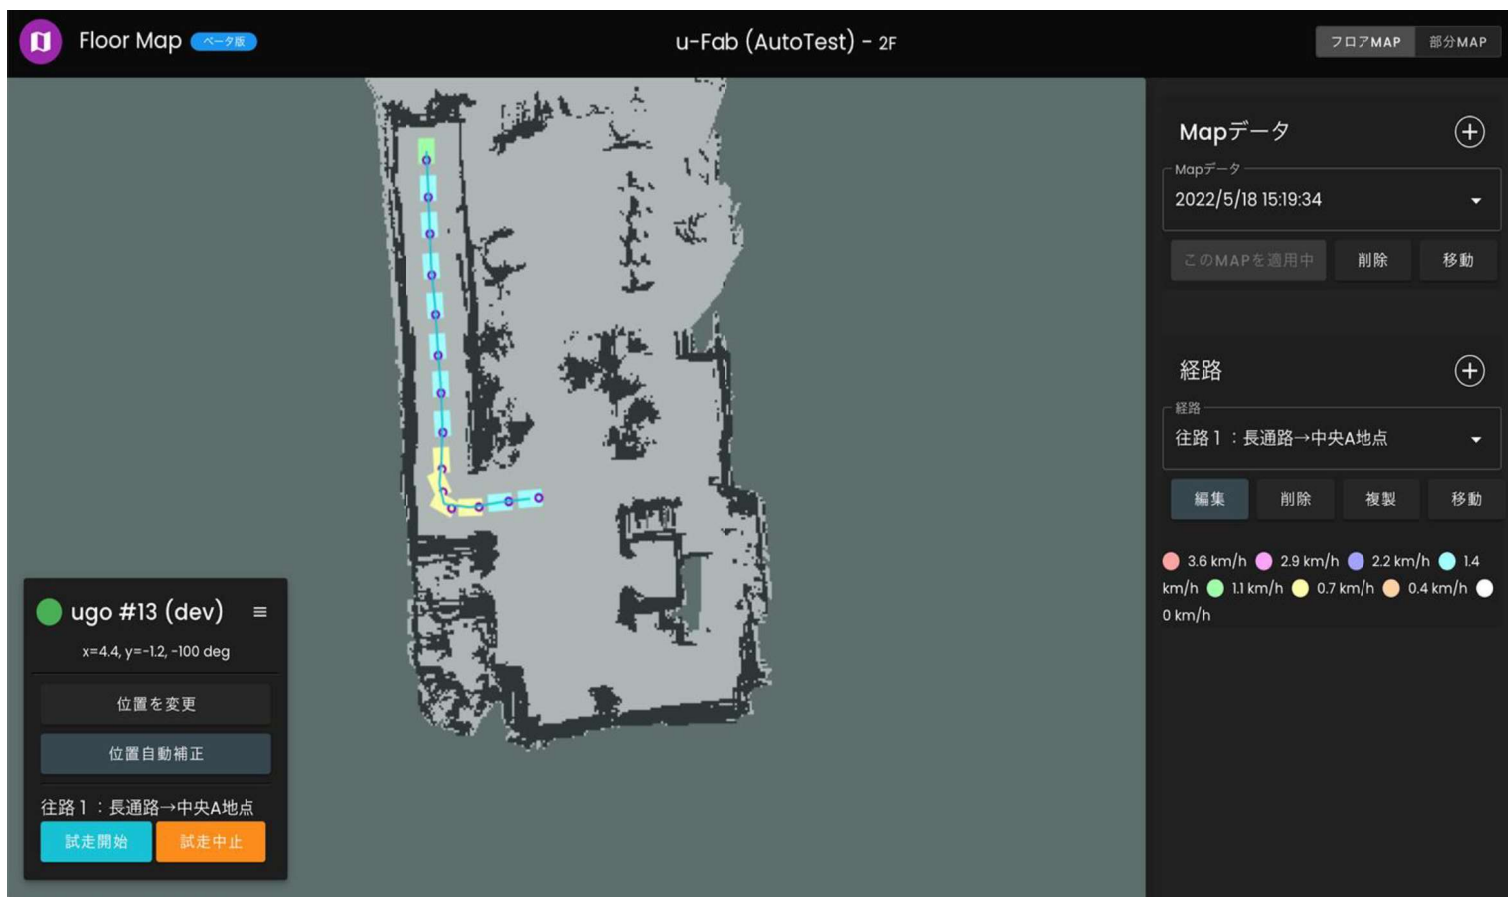 Floor Map ベータ版
u-Fab (AutoTest) - 2F
フロアMAP 部分MAP
Mapデータ
Mapデータ
2022/5/18 15:19:34
このMAPを適用中 削除 移動
経路
経路
往路1：長通路→中央A地点
編集 削除 複製 移動
3.6 km/h 2.9 km/h 2.2 km/h 1.4
km/h 1.1 km/h 0.7 km/h 0.4 km/h
0 km/h
ugo #13 (dev)
x=4.4, y=-1.2, -100 deg
位置を変更
位置自動補正
往路1：長通路→中央A地点
試走開始 試走中止